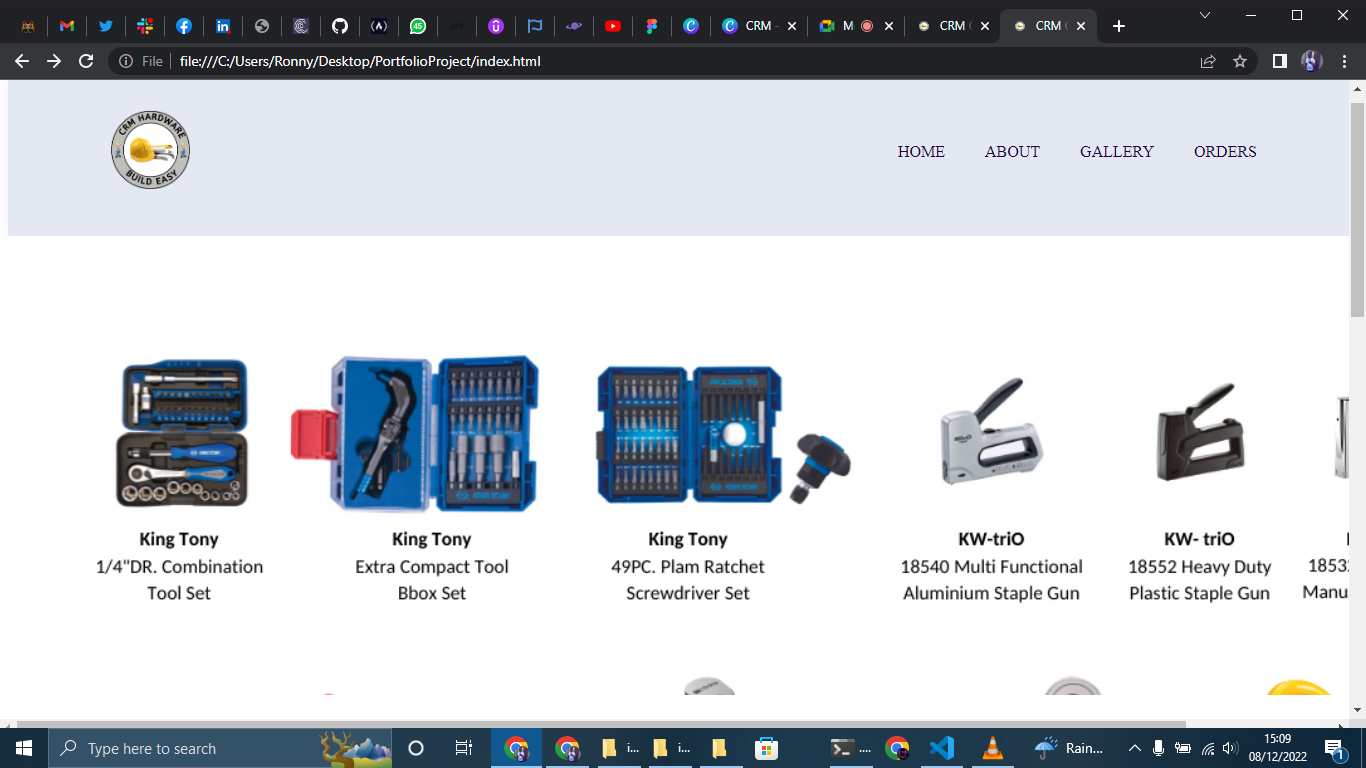 CRM -
M
CRM
CRM
File
file:///C:/Users/Ronny/Desktop/PortfolioProject/index.html
CRM HARDWARE
BUILD EASY
HOME
ABOUT
GALLERY
ORDERS
King Tony
1/4"DR. Combination
Tool Set
King Tony
Extra Compact Tool
Bbox Set
King Tony
49PC. Plam Ratchet
Screwdriver Set
KW-triO
18540 Multi Functional
Aluminium Staple Gun
KW- triO
18552 Heavy Duty
Plastic Staple Gun
1853
Manu
Type here to search
i...
i...
....
Rain...
15:09
08/12/2022
1